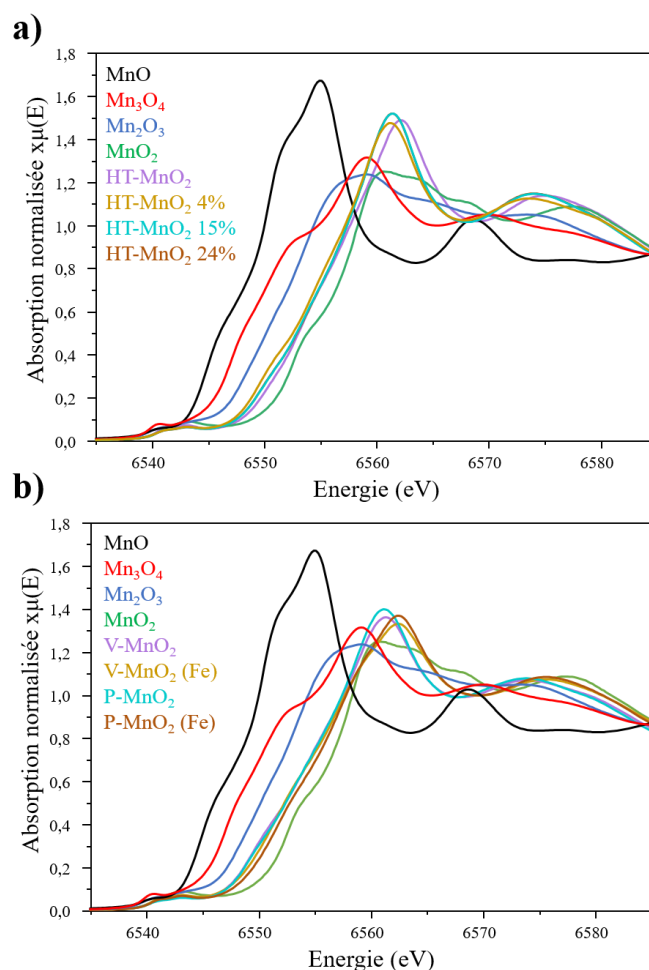 a)
1,8
1,6
1,4
1,2
1,0
0,8
0,6
0,4
0,2
0,0
Absorption normalisée xµ(E)
MnO
Mn₃O₄
Mn₂O₃
MnO₂
HT-MnO₂
HT-MnO₂ 4%
HT-MnO₂ 15%
HT-MnO₂ 24%
6540 6550 6560 6570 6580
Energie (eV)
b)
1,8
1,6
1,4
1,2
1,0
0,8
0,6
0,4
0,2
0,0
Absorption normalisée xµ(E)
MnO
Mn₃O₄
Mn₂O₃
MnO₂
V-MnO₂
V-MnO₂ (Fe)
P-MnO₂
P-MnO₂ (Fe)
6540 6550 6560 6570 6580
Energie (eV)